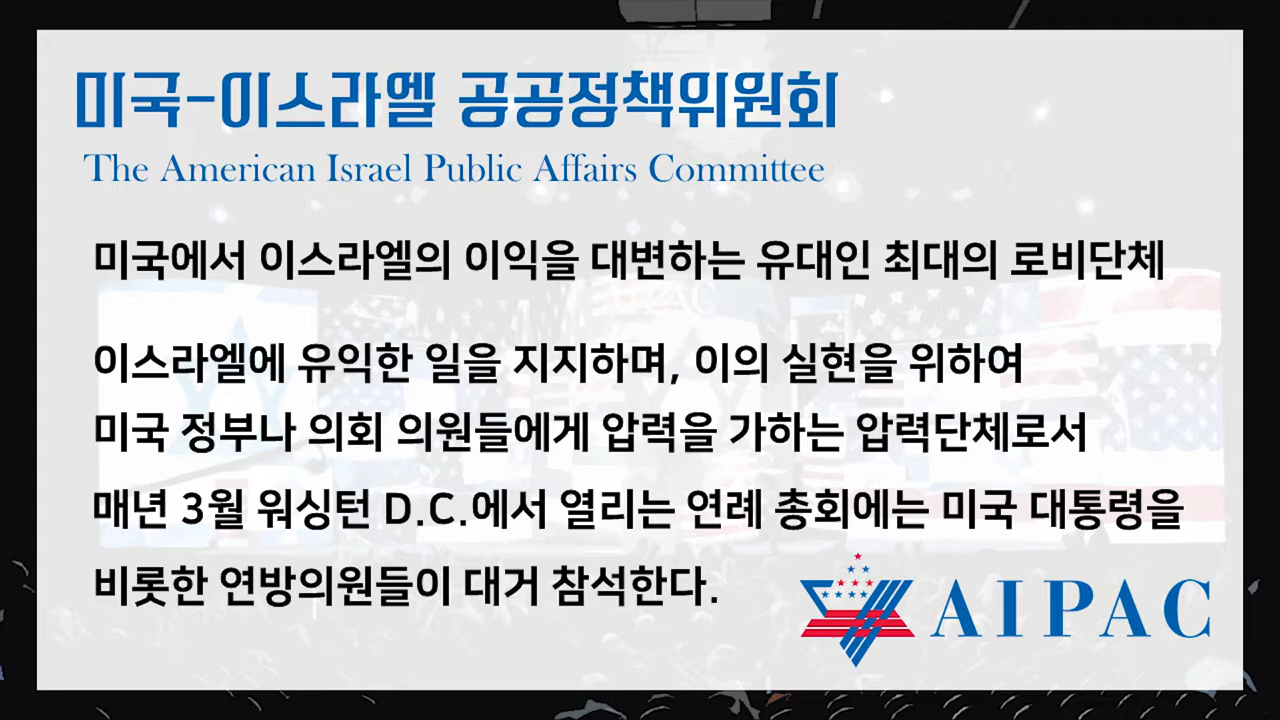 미국-이스라엘 공공정책위원회
The American Israel Public Affairs Committee
미국에서 이스라엘의 이익을 대변하는 유대인 최대의 로비단체
이스라엘에 유익한 일을 지지하며, 이의 실현을 위하여
미국 정부나 의회 의원들에게 압력을 가하는 압력단체로서
매년 3월 워싱턴 D.C.에서 열리는 연례 총회에는 미국 대통령을
비롯한 연방의원들이 대거 참석한다.
AIPAC